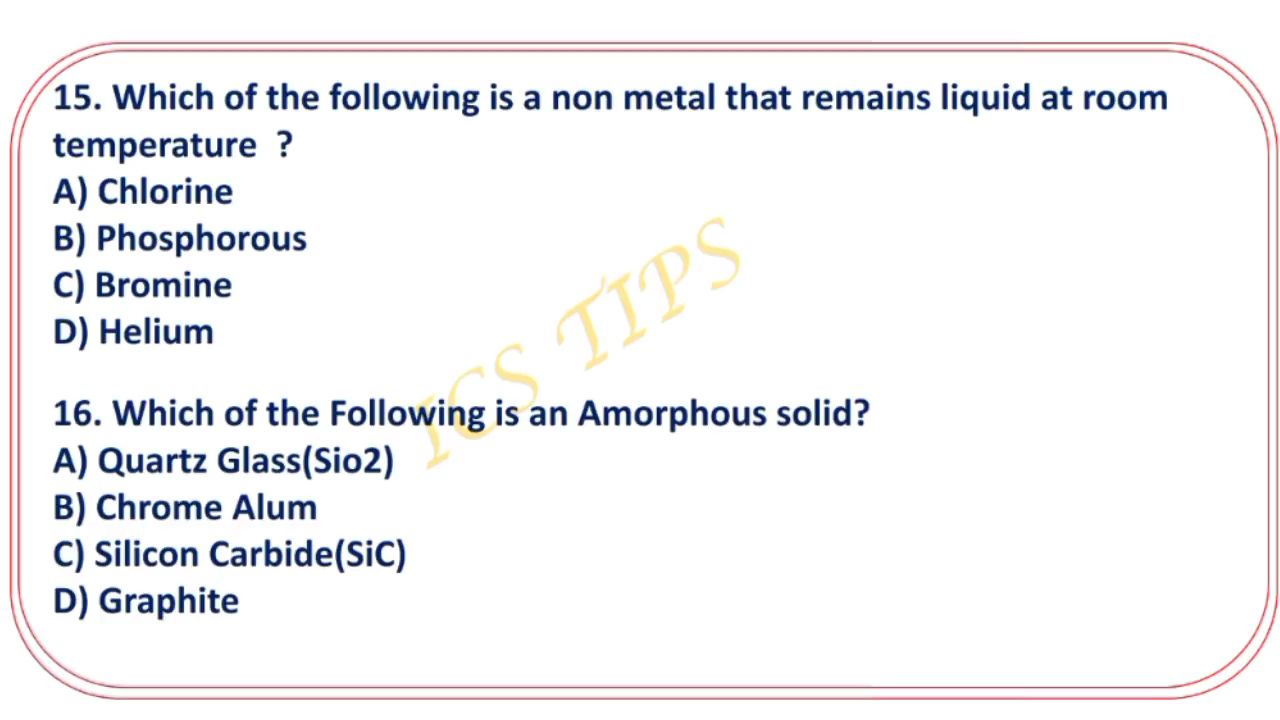 15. Which of the following is a non metal that remains liquid at room
temperature ?
A) Chlorine
B) Phosphorous
C) Bromine
D) Helium
ICS TIPS
16. Which of the Following is an Amorphous solid?
A) Quartz Glass(Sio2)
B) Chrome Alum
C) Silicon Carbide(SiC)
D) Graphite